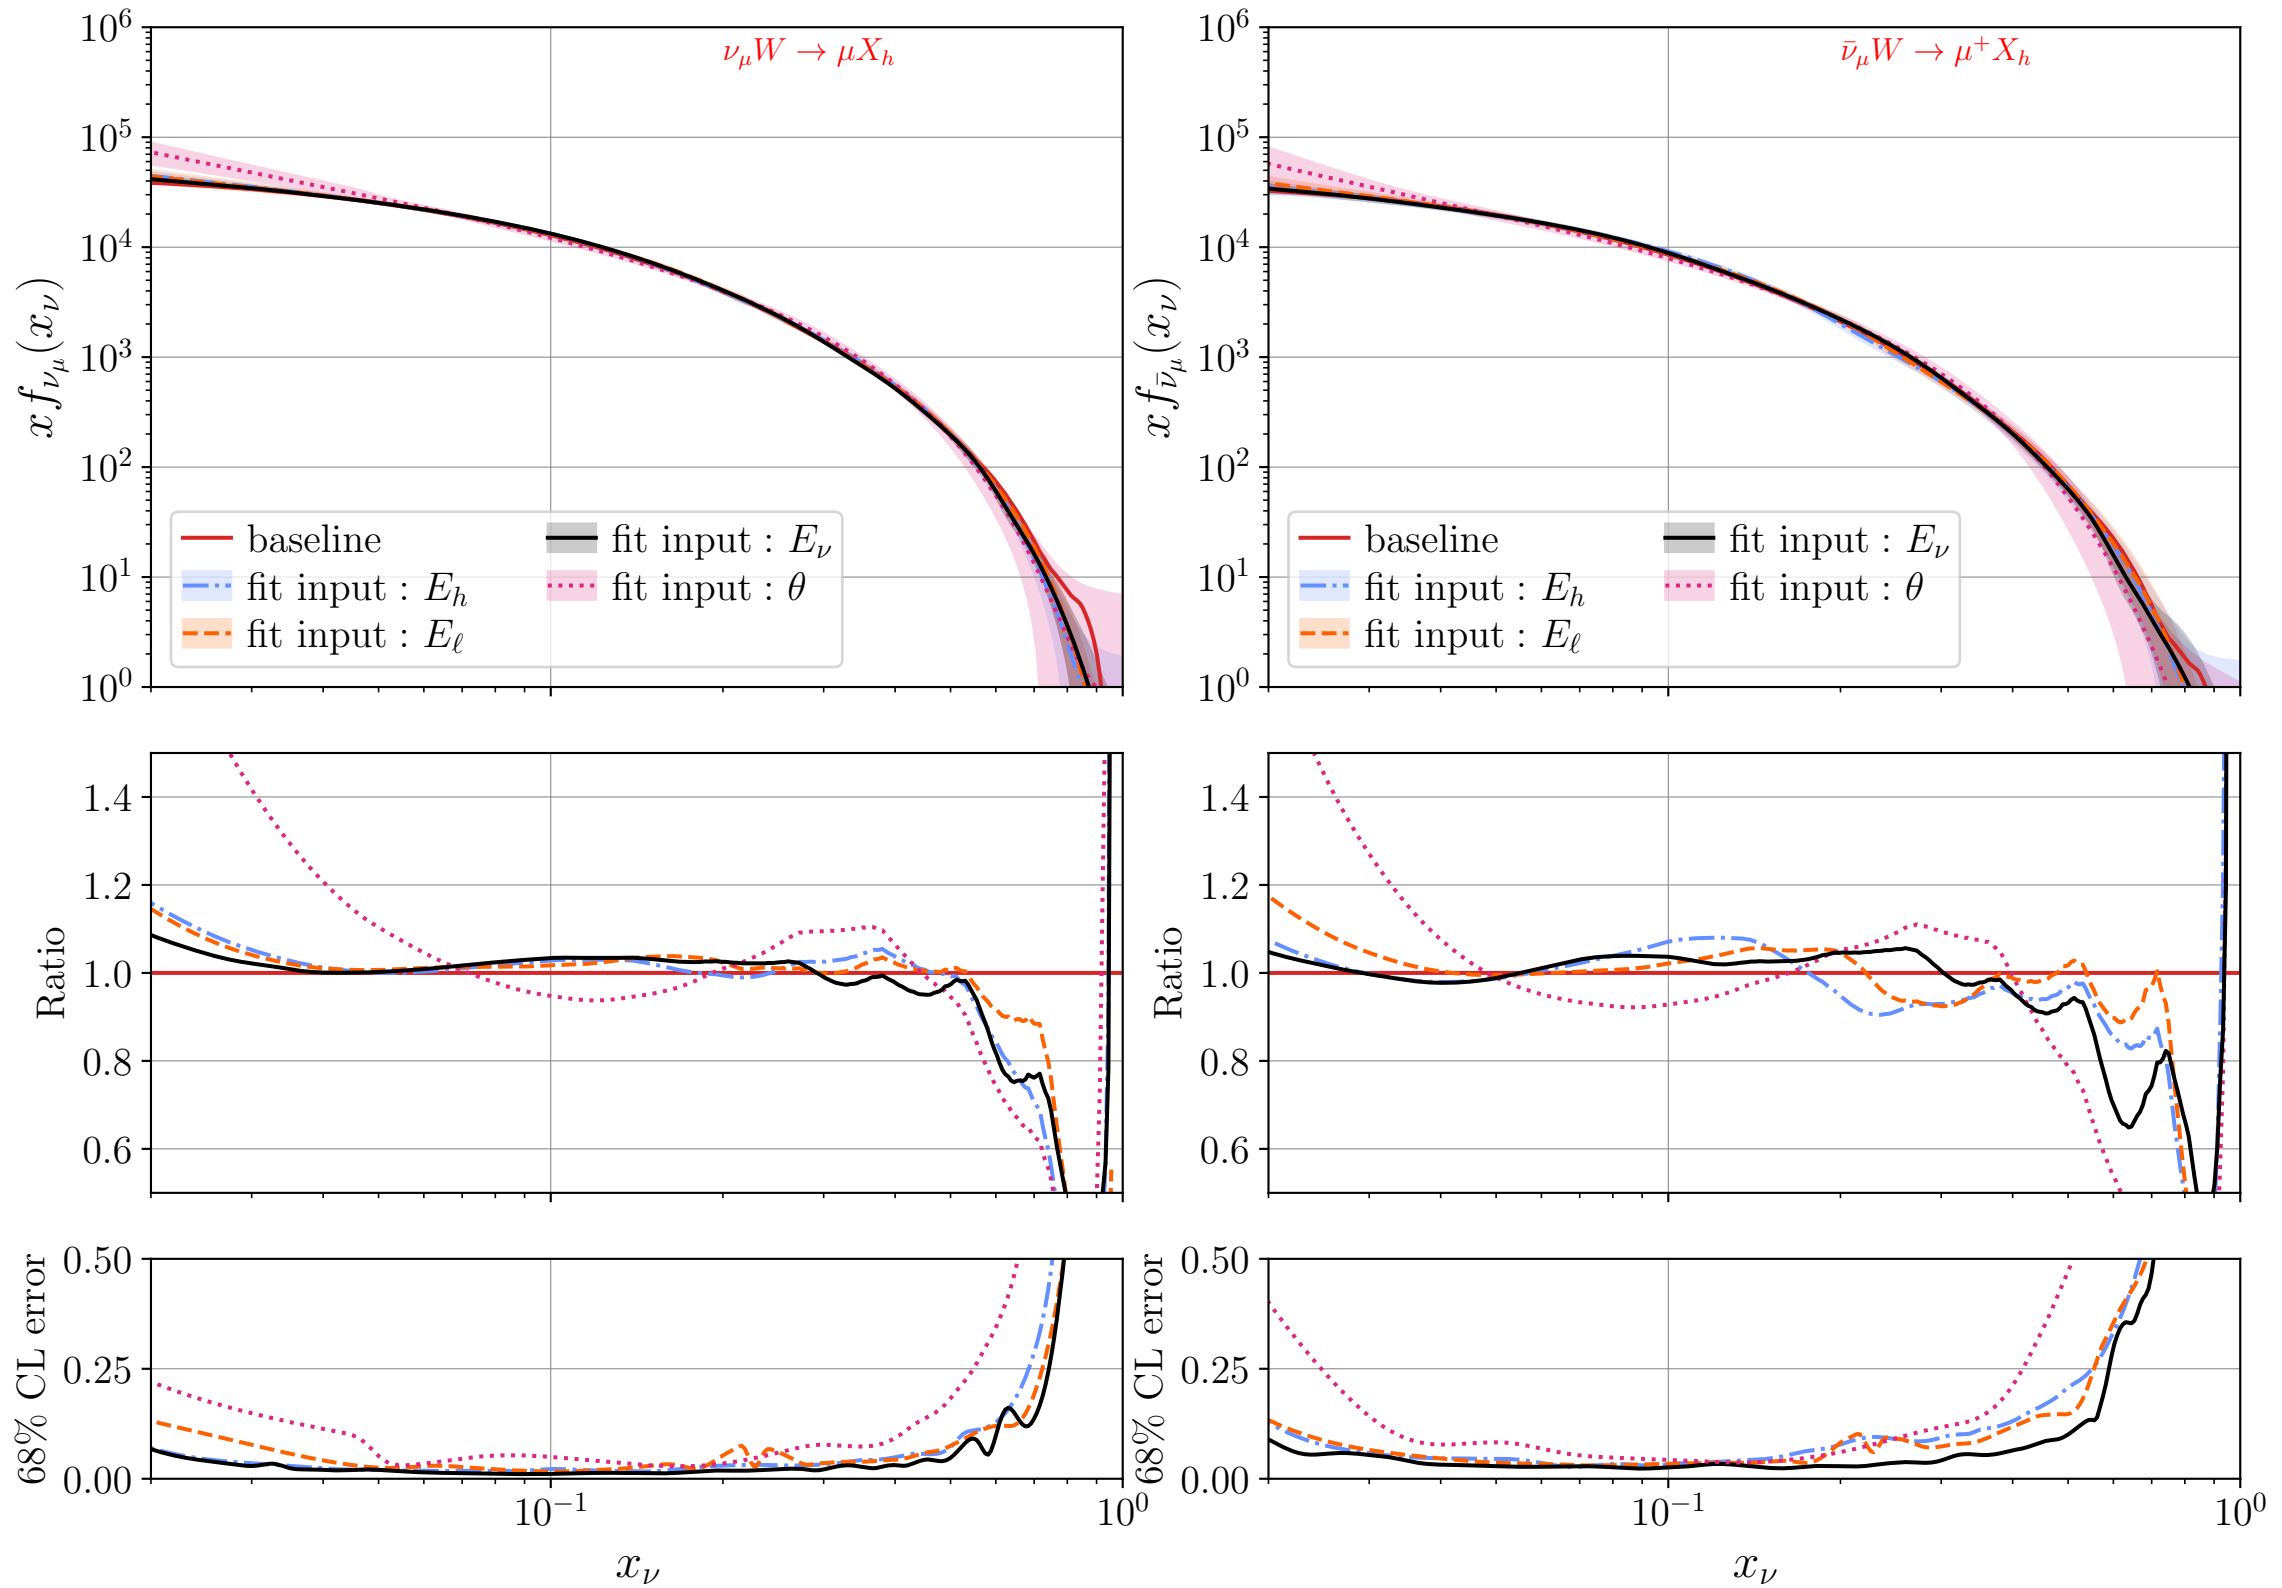 ν_μW → μX_h
10^6
10^5
10^4
10^3
10^2
10^1
10^0
xf_{ν_μ}(x_ν)
baseline
fit input : E_h
fit input : E_ℓ
fit input : E_ν
fit input : θ
ν̄_μW → μ^+X_h
10^6
10^5
10^4
10^3
10^2
10^1
10^0
xf_{ν̄_μ}(x_ν)
baseline
fit input : E_h
fit input : E_ℓ
fit input : E_ν
fit input : θ
1.4
1.2
1.0
0.8
0.6
Ratio
1.4
1.2
1.0
0.8
0.6
Ratio
0.50
0.25
0.00
68% CL error
10^{-1}
10^0
x_ν
0.50
0.25
0.00
68% CL error
10^{-1}
10^0
x_ν